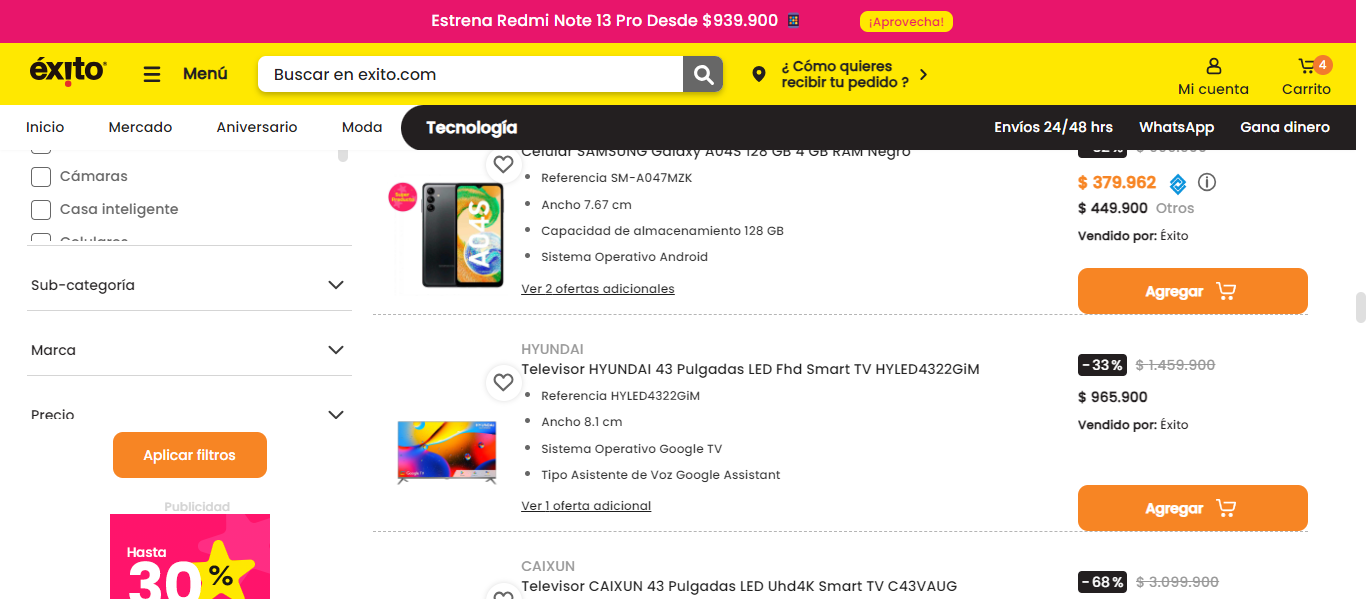 Estrena Redmi Note 13 Pro Desde $939.900
¡Aprovecha!
éxito
Menú
Buscar en exito.com
¿ Cómo quieres
recibir tu pedido ?
Mi cuenta
4
Carrito
Inicio
Mercado
Aniversario
Moda
Tecnología
Envíos 24/48 hrs
WhatsApp
Gana dinero
Cámaras
Casa inteligente
Celulares
Sub-categoría
Marca
Precio
Aplicar filtros
Publicidad
Hasta
30%
Celular SAMSUNG Galaxy A04S 128 GB 4 GB RAM Negro
Super
Producto
A04S
Referencia SM-A047MZK
Ancho 7.67 cm
Capacidad de almacenamiento 128 GB
Sistema Operativo Android
Ver 2 ofertas adicionales
$ 379.962
$ 449.900 Otros
Vendido por: Éxito
Agregar
HYUNDAI
Televisor HYUNDAI 43 Pulgadas LED Fhd Smart TV HYLED4322GiM
Referencia HYLED4322GiM
Ancho 8.1 cm
Sistema Operativo Google TV
Tipo Asistente de Voz Google Assistant
Ver 1 oferta adicional
-33% $ 1.459.900
$ 965.900
Vendido por: Éxito
Agregar
CAIXUN
Televisor CAIXUN 43 Pulgadas LED Uhd4K Smart TV C43VAUG
-68% $ 3.099.900